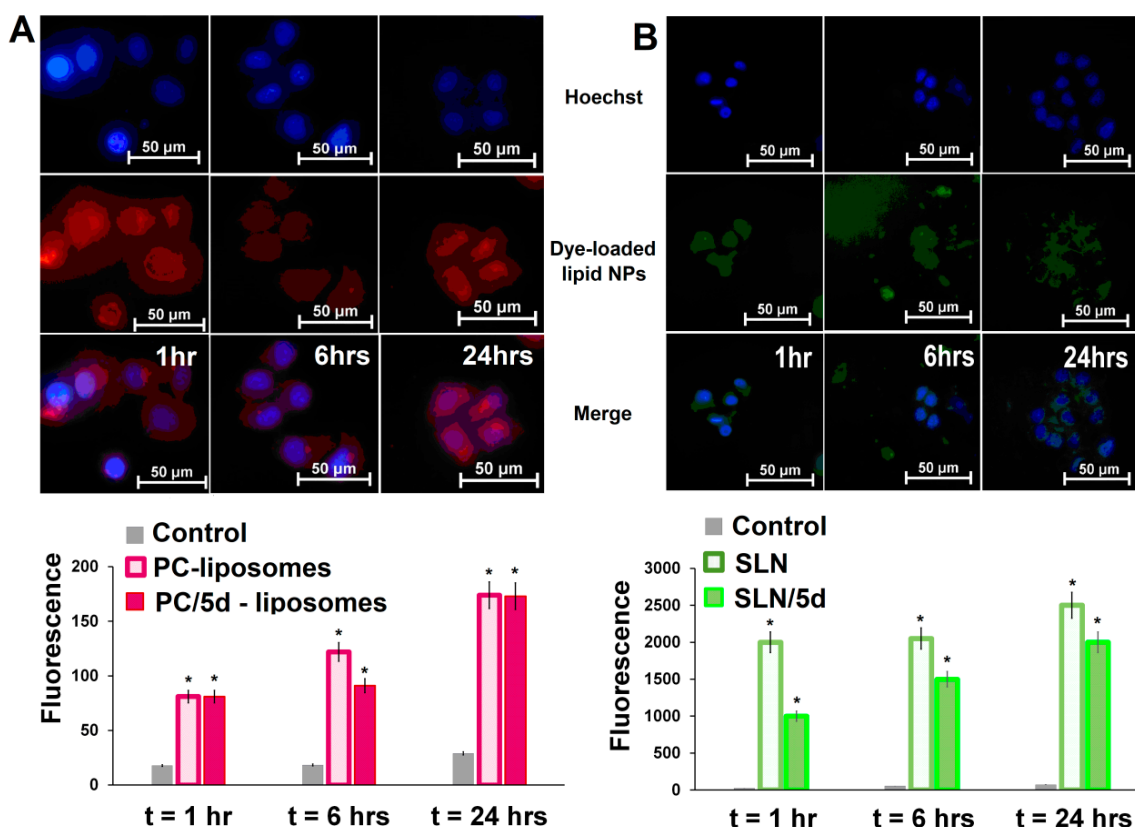 A
50 µm
50 µm
50 µm
50 µm
50 µm
50 µm
1hr
6hrs
24hrs
50 µm
50 µm
50 µm
Control
PC-liposomes
PC/5d - liposomes
Fluorescence
200
150
100
50
0
* *
* *
* *
t = 1 hr
t = 6 hrs
t = 24 hrs
Hoechst
Dye-loaded
lipid NPs
Merge
B
50 µm
50 µm
50 µm
50 µm
50 µm
50 µm
1hr
6hrs
24hrs
50 µm
50 µm
50 µm
Control
SLN
SLN/5d
Fluorescence
3000
2500
2000
1500
1000
500
0
* *
* *
* *
t = 1 hr
t = 6 hrs
t = 24 hrs